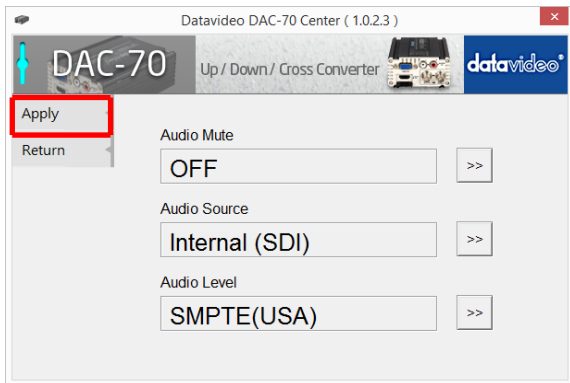 Datavideo DAC-70 Center ( 1.0.2.3 )
DAC-70 Up / Down / Cross Converter datavideo
Apply
Return
Audio Mute
OFF >>
Audio Source
Internal (SDI) >>
Audio Level
SMPTE(USA) >>